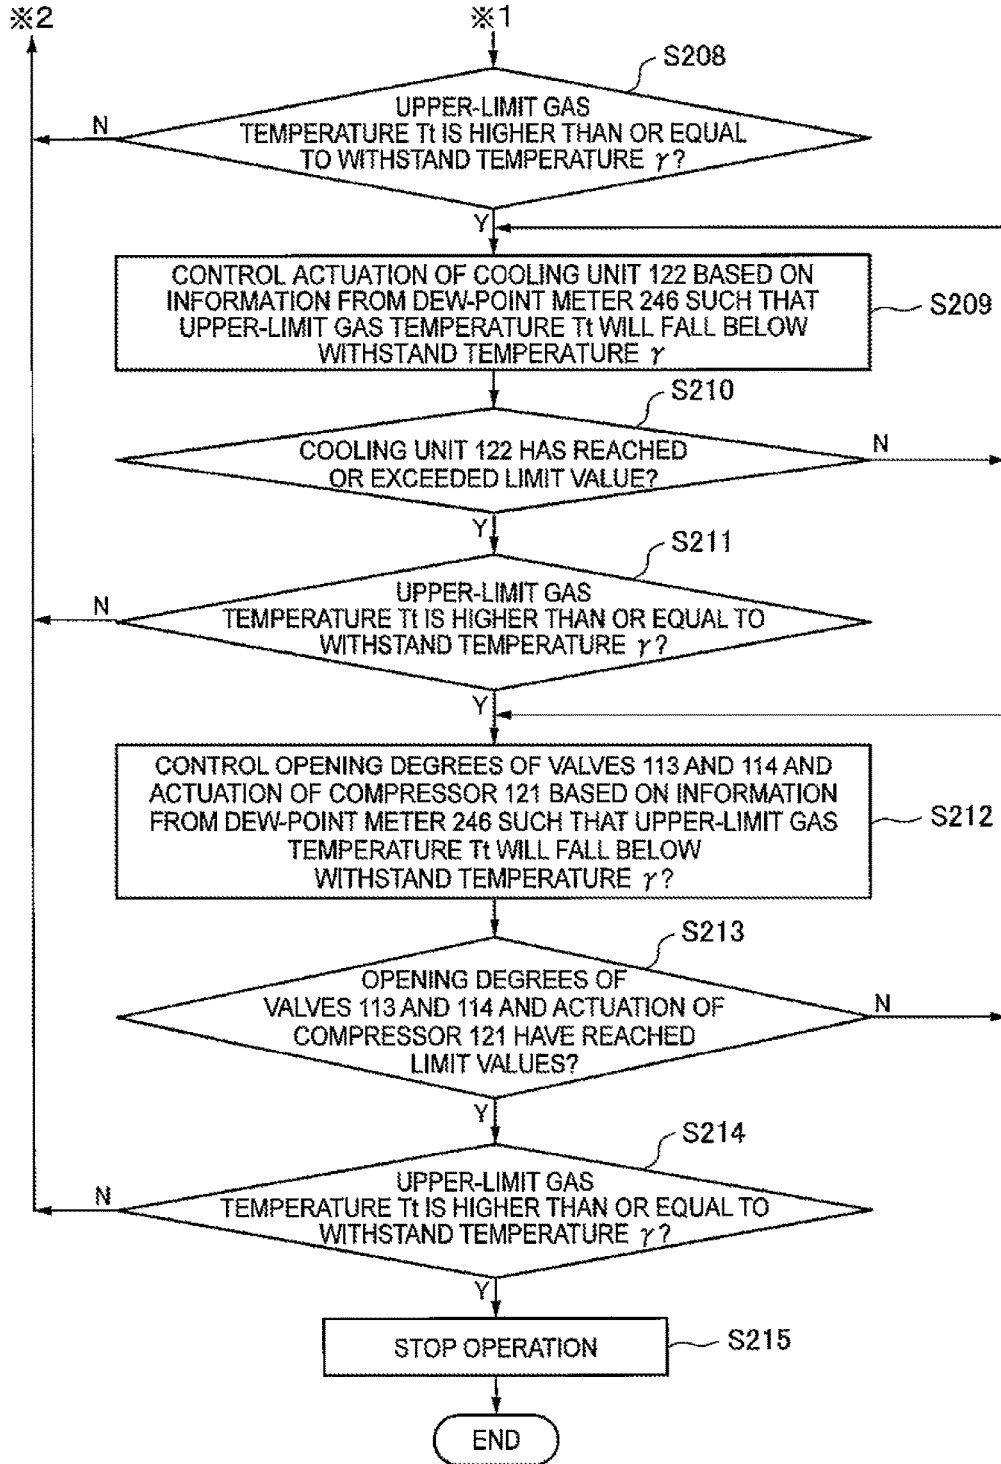 ※2
※1
S208
UPPER-LIMIT GAS
TEMPERATURE Tt IS HIGHER THAN OR EQUAL
TO WITHSTAND TEMPERATURE γ?
N
Y
CONTROL ACTUATION OF COOLING UNIT 122 BASED ON
INFORMATION FROM DEW-POINT METER 246 SUCH THAT
UPPER-LIMIT GAS TEMPERATURE Tt WILL FALL BELOW
WITHSTAND TEMPERATURE γ
S209
S210
COOLING UNIT 122 HAS REACHED
OR EXCEEDED LIMIT VALUE?
N
Y
S211
UPPER-LIMIT GAS
TEMPERATURE Tt IS HIGHER THAN OR EQUAL TO
WITHSTAND TEMPERATURE γ?
N
Y
CONTROL OPENING DEGREES OF VALVES 113 AND 114 AND
ACTUATION OF COMPRESSOR 121 BASED ON INFORMATION
FROM DEW-POINT METER 246 SUCH THAT UPPER-LIMIT GAS
TEMPERATURE Tt WILL FALL BELOW
WITHSTAND TEMPERATURE γ?
S212
S213
OPENING DEGREES OF
VALVES 113 AND 114 AND ACTUATION OF
COMPRESSOR 121 HAVE REACHED
LIMIT VALUES?
N
Y
S214
UPPER-LIMIT GAS
TEMPERATURE Tt IS HIGHER THAN OR EQUAL TO
WITHSTAND TEMPERATURE γ?
N
Y
STOP OPERATION
S215
END